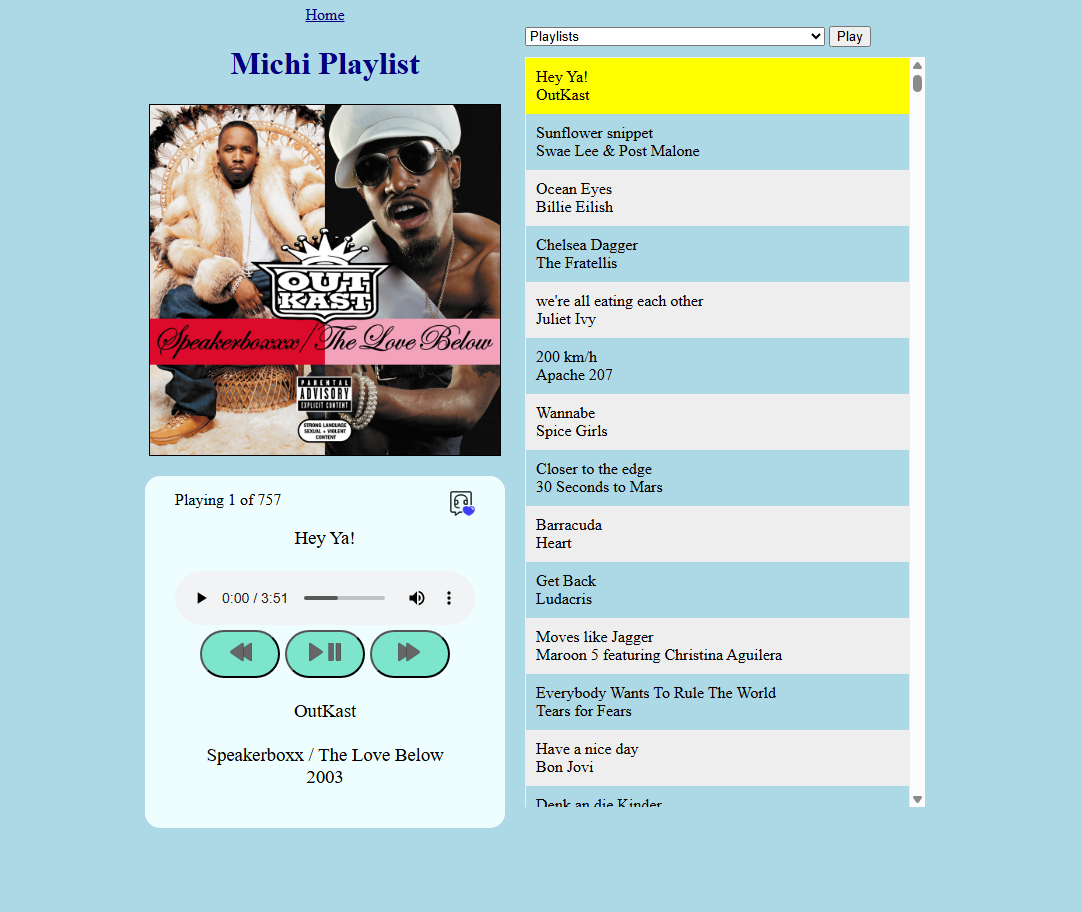 Home
Michi Playlist
OUT
KAST
Speakerboxxx/The Love Below
PARENTAL
ADVISORY
EXPLICIT CONTENT
STRONG LANGUAGE
SEXUAL + VIOLENT
CONTENT
Playing 1 of 757
Hey Ya!
0:00 / 3:51
OutKast
Speakerboxx / The Love Below
2003
Playlists
Play
Hey Ya!
OutKast
Sunflower snippet
Swae Lee & Post Malone
Ocean Eyes
Billie Eilish
Chelsea Dagger
The Fratellis
we're all eating each other
Juliet Ivy
200 km/h
Apache 207
Wannabe
Spice Girls
Closer to the edge
30 Seconds to Mars
Barracuda
Heart
Get Back
Ludacris
Moves like Jagger
Maroon 5 featuring Christina Aguilera
Everybody Wants To Rule The World
Tears for Fears
Have a nice day
Bon Jovi
Denk an die Kinder